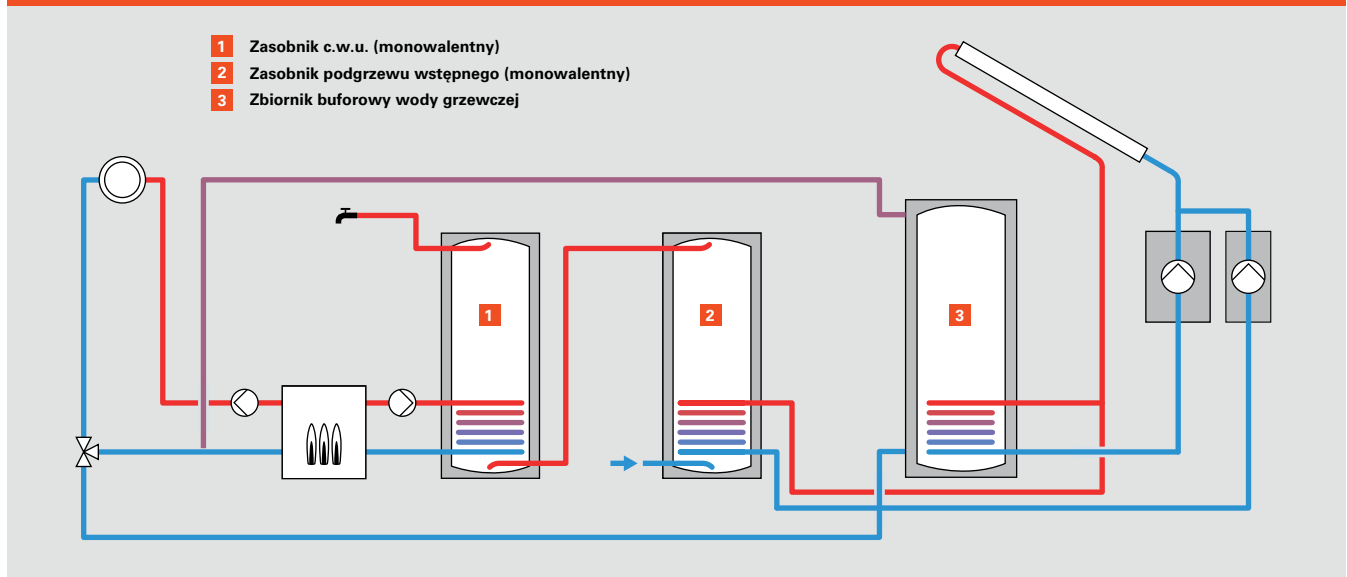 1 Zasobnik c.w.u. (monowalentny)
2 Zasobnik podgrzewu wstępnego (monowalentny)
3 Zbiornik buforowy wody grzewczej
1
2
3